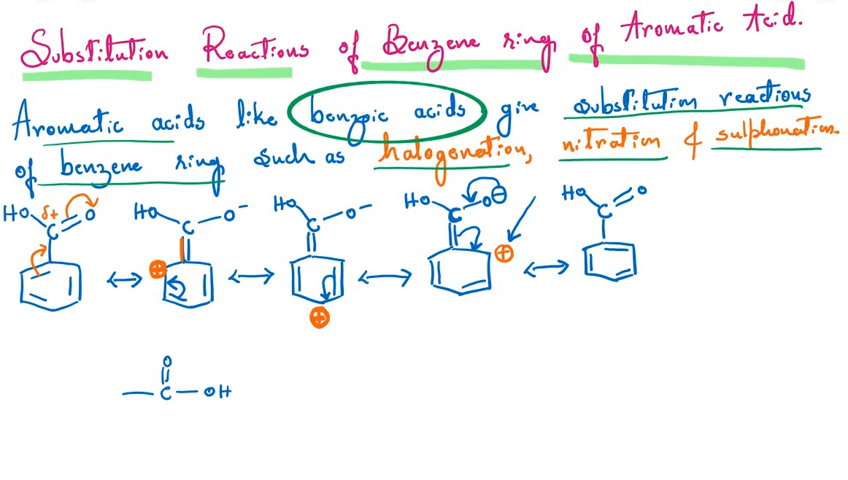 Substitution Reactions of Benzene ring of Aromatic Acid.
Aromatic acids like benzoic acids give substitution reactions
of benzene ring such as halogenation, nitration & sulphonation.
HO δ+ C O HO C O⁻ HO C O⁻ HO C O⊖ HO C O
⊕ ⊕ ⊕
O
— C — OH